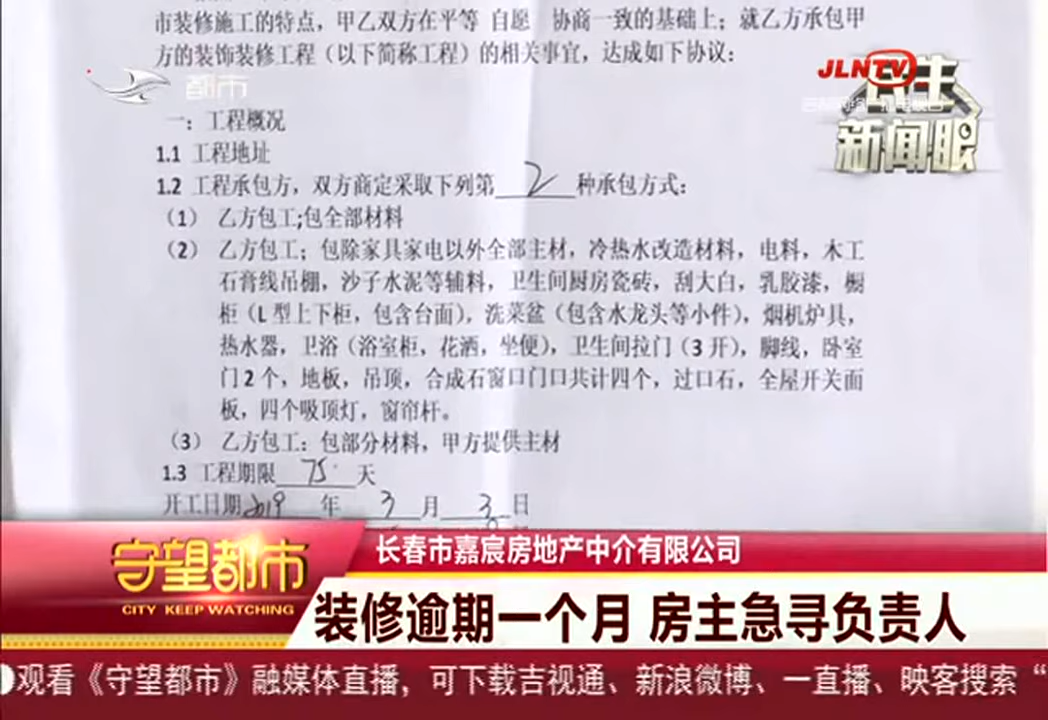 市装修施工的特点，甲乙双方在平等 自愿 协商一致的基础上；就乙方承包甲
方的装饰装修工程（以下简称工程）的相关事宜，达成如下协议：
JLNTV
都市
民生
新闻眼
一：工程概况
1.1 工程地址
1.2 工程承包方，双方商定采取下列第 2 种承包方式：
（1） 乙方包工;包全部材料
（2） 乙方包工；包除家具家电以外全部主材，冷热水改造材料，电料，木工
石膏线吊棚，沙子水泥等辅料，卫生间厨房瓷砖，刮大白，乳胶漆，橱
柜（L 型上下柜，包含台面），洗菜盆（包含水龙头等小件），烟机炉具，
热水器，卫浴（浴室柜，花洒，坐便），卫生间拉门（3 开），脚线，卧室
门 2 个，地板，吊顶，合成石窗口门口共计四个，过口石，全屋开关面
板，四个吸顶灯，窗帘杆。
（3） 乙方包工：包部分材料，甲方提供主材
1.3 工程期限 75 天
开工日期 2019 年 3 月 3 日
守望都市
CITY KEEP WATCHING
长春市嘉宸房地产中介有限公司
装修逾期一个月 房主急寻负责人
观看《守望都市》融媒体直播，可下载吉视通、新浪微博、一直播、映客搜索“